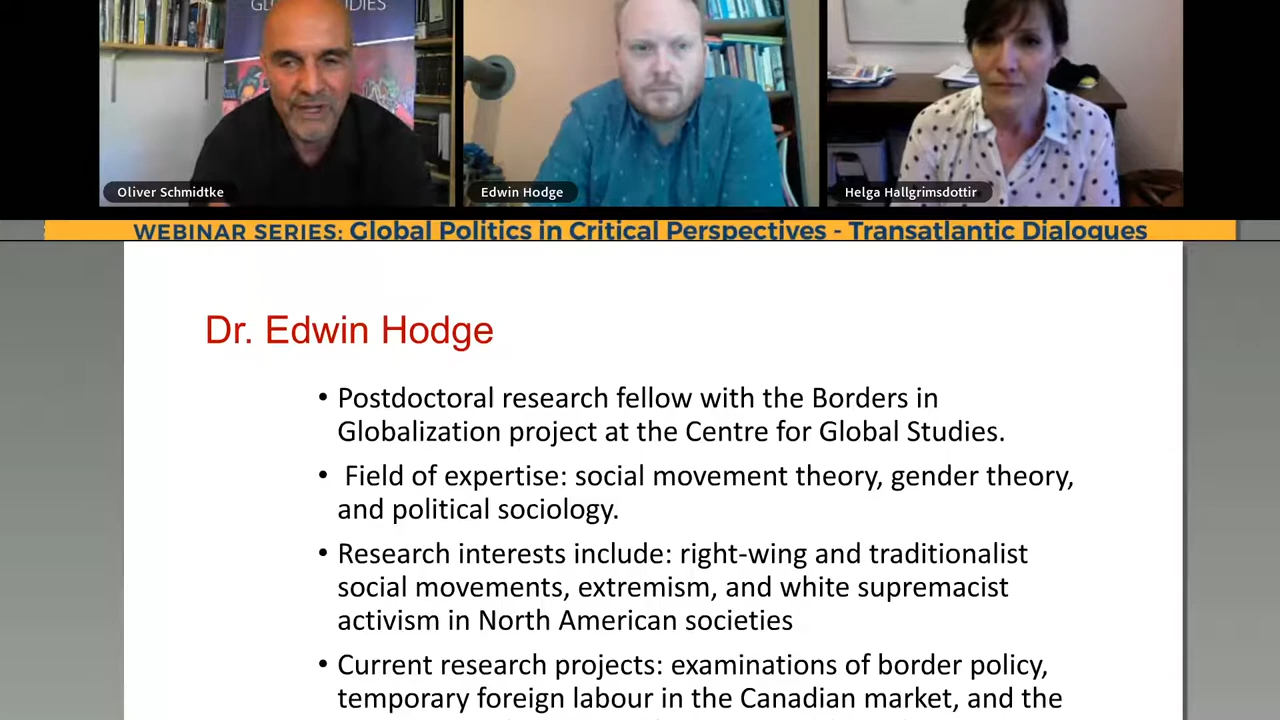 GLOBAL STUDIES
Oliver Schmidtke
Edwin Hodge
Helga Hallgrimsdottir
WEBINAR SERIES: Global Politics in Critical Perspectives - Transatlantic Dialogues
Dr. Edwin Hodge
• Postdoctoral research fellow with the Borders in
Globalization project at the Centre for Global Studies.
• Field of expertise: social movement theory, gender theory,
and political sociology.
• Research interests include: right-wing and traditionalist
social movements, extremism, and white supremacist
activism in North American societies
• Current research projects: examinations of border policy,
temporary foreign labour in the Canadian market, and the